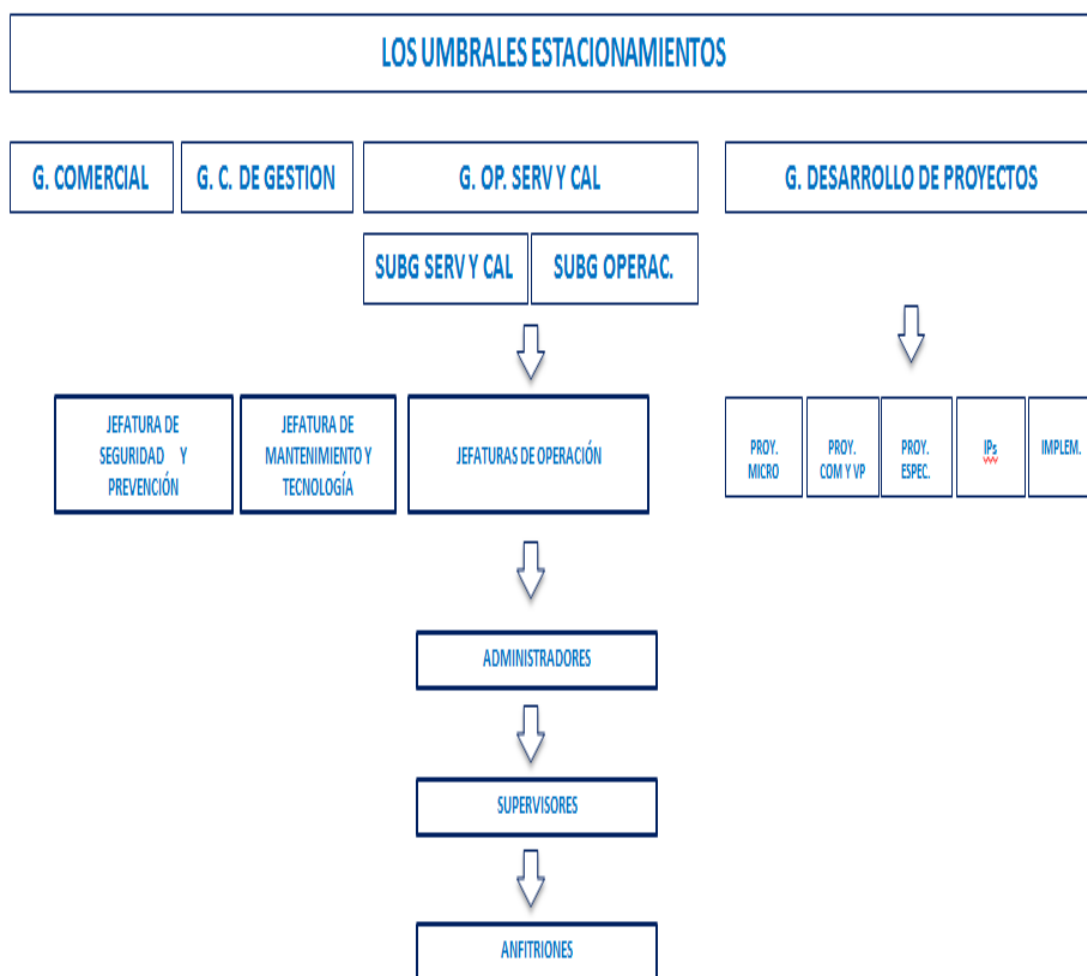 LOS UMBRALES ESTACIONAMIENTOS
G. COMERCIAL
G. C. DE GESTION
G. OP. SERV Y CAL
G. DESARROLLO DE PROYECTOS
SUBG SERV Y CAL
SUBG OPERAC.
JEFATURA DE
SEGURIDAD Y
PREVENCIÓN
JEFATURA DE
MANTENIMIENTO Y
TECNOLOGÍA
JEFATURAS DE OPERACIÓN
PROY.
MICRO
PROY.
COM Y VP
PROY.
ESPEC.
IPs
IMPLEM.
ADMINISTRADORES
SUPERVISORES
ANFITRIONES